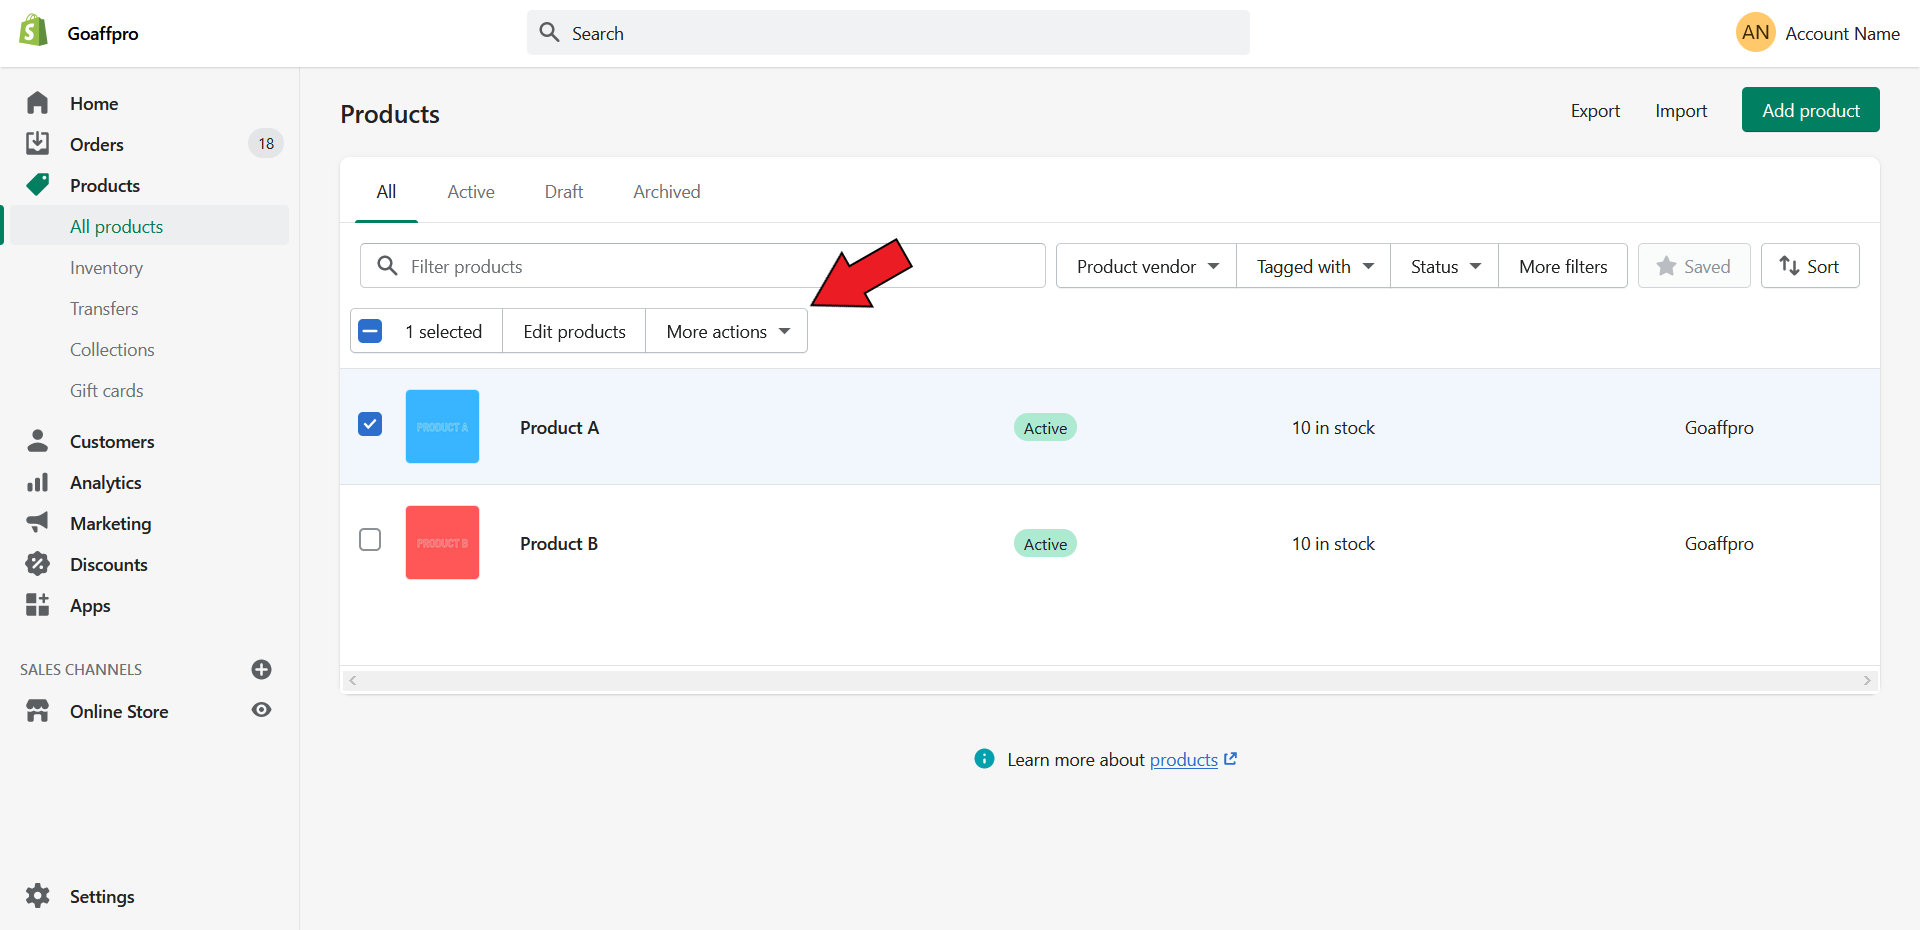 Goaffpro
Search
AN Account Name
Home
Orders 18
Products
All products
Inventory
Transfers
Collections
Gift cards
Customers
Analytics
Marketing
Discounts
Apps
SALES CHANNELS
Online Store
Settings
Products
Export Import Add product
All Active Draft Archived
Filter products Product vendor Tagged with Status More filters Saved Sort
1 selected Edit products More actions
PRODUCT A Product A Active 10 in stock Goaffpro
PRODUCT B Product B Active 10 in stock Goaffpro
Learn more about products